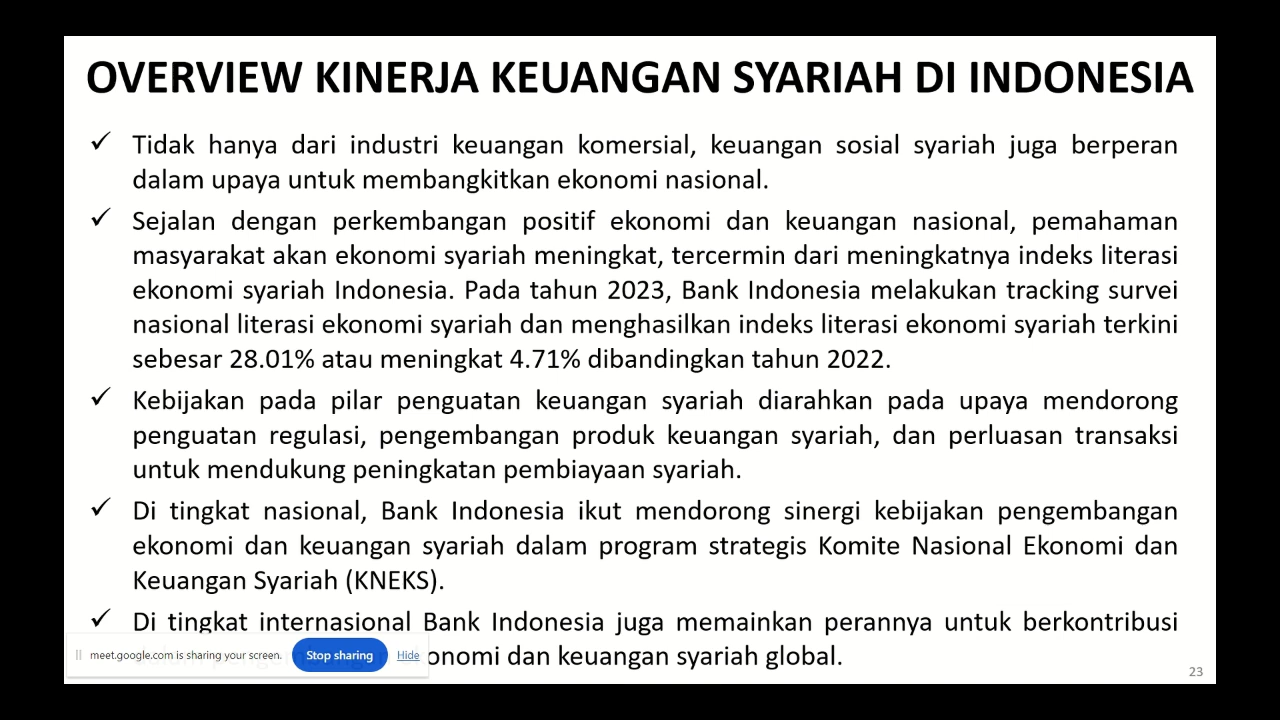 OVERVIEW KINERJA KEUANGAN SYARIAH DI INDONESIA
✓ Tidak hanya dari industri keuangan komersial, keuangan sosial syariah juga berperan
dalam upaya untuk membangkitkan ekonomi nasional.
✓ Sejalan dengan perkembangan positif ekonomi dan keuangan nasional, pemahaman
masyarakat akan ekonomi syariah meningkat, tercermin dari meningkatnya indeks literasi
ekonomi syariah Indonesia. Pada tahun 2023, Bank Indonesia melakukan tracking survei
nasional literasi ekonomi syariah dan menghasilkan indeks literasi ekonomi syariah terkini
sebesar 28.01% atau meningkat 4.71% dibandingkan tahun 2022.
✓ Kebijakan pada pilar penguatan keuangan syariah diarahkan pada upaya mendorong
penguatan regulasi, pengembangan produk keuangan syariah, dan perluasan transaksi
untuk mendukung peningkatan pembiayaan syariah.
✓ Di tingkat nasional, Bank Indonesia ikut mendorong sinergi kebijakan pengembangan
ekonomi dan keuangan syariah dalam program strategis Komite Nasional Ekonomi dan
Keuangan Syariah (KNEKS).
✓ Di tingkat internasional Bank Indonesia juga memainkan perannya untuk berkontribusi
onomi dan keuangan syariah global.
meet.google.com is sharing your screen. Stop sharing Hide
23